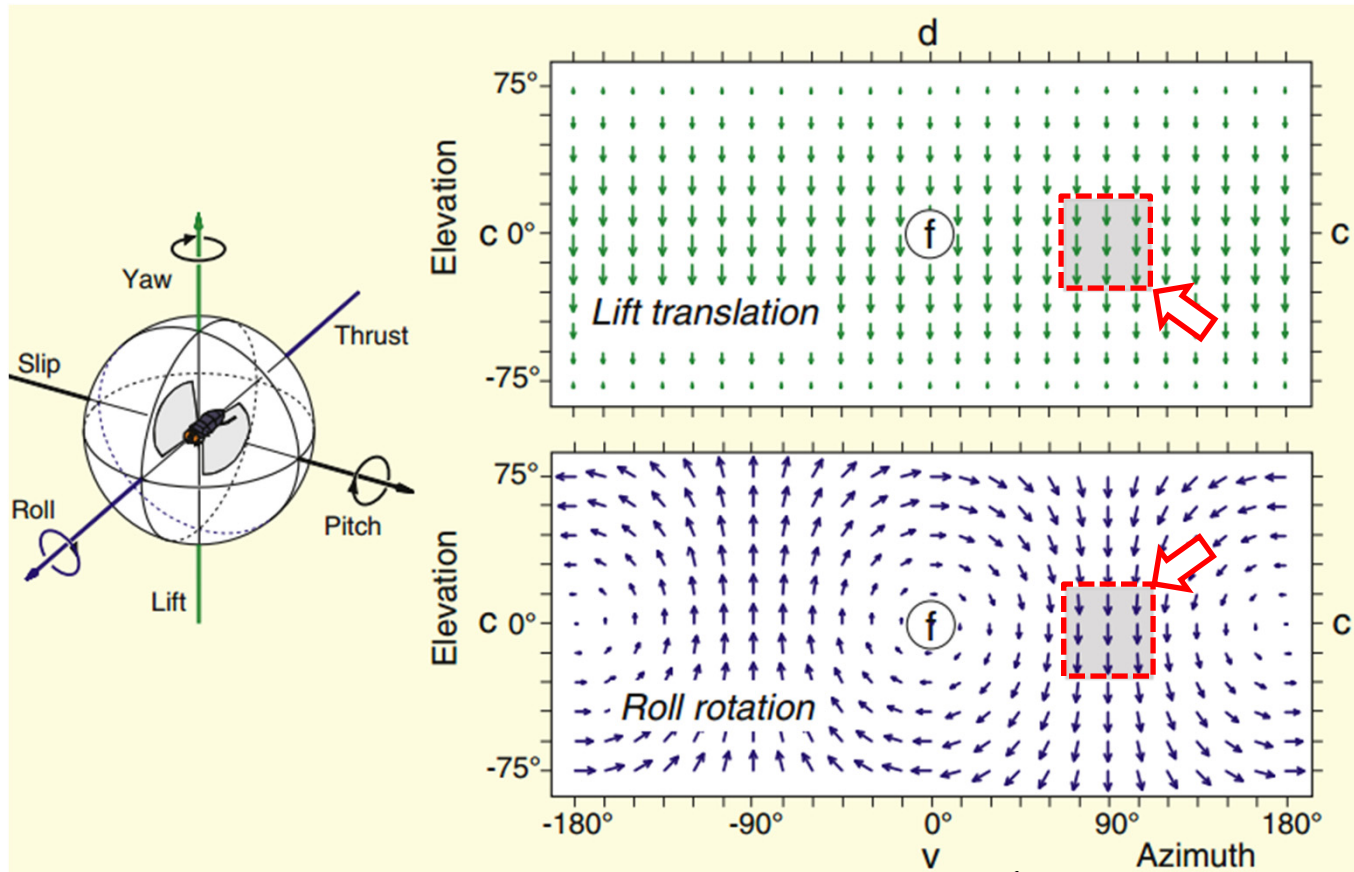 Yaw
Thrust
Slip
Roll
Pitch
Lift
d
75°
c 0°
-75°
Elevation
f
c
Lift translation
75°
c 0°
-75°
Elevation
f
c
Roll rotation
-180°
-90°
0°
90°
180°
v
Azimuth